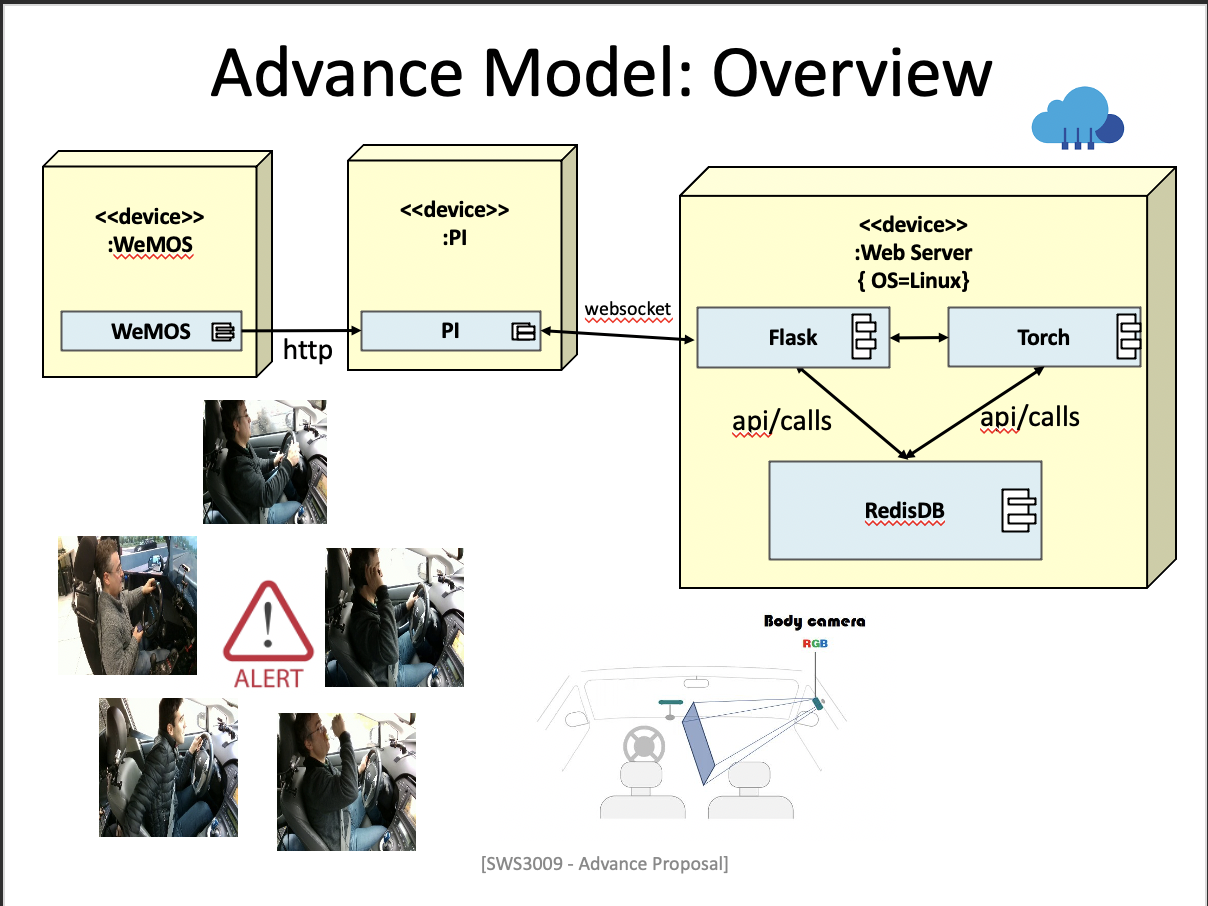 Advance Model: Overview
<<device>>
:WeMOS
WeMOS
http
<<device>>
:PI
PI
websocket
<<device>>
:Web Server
{ OS=Linux}
Flask
Torch
api/calls
api/calls
RedisDB
ALERT
Body camera
RGB
[SWS3009 - Advance Proposal]